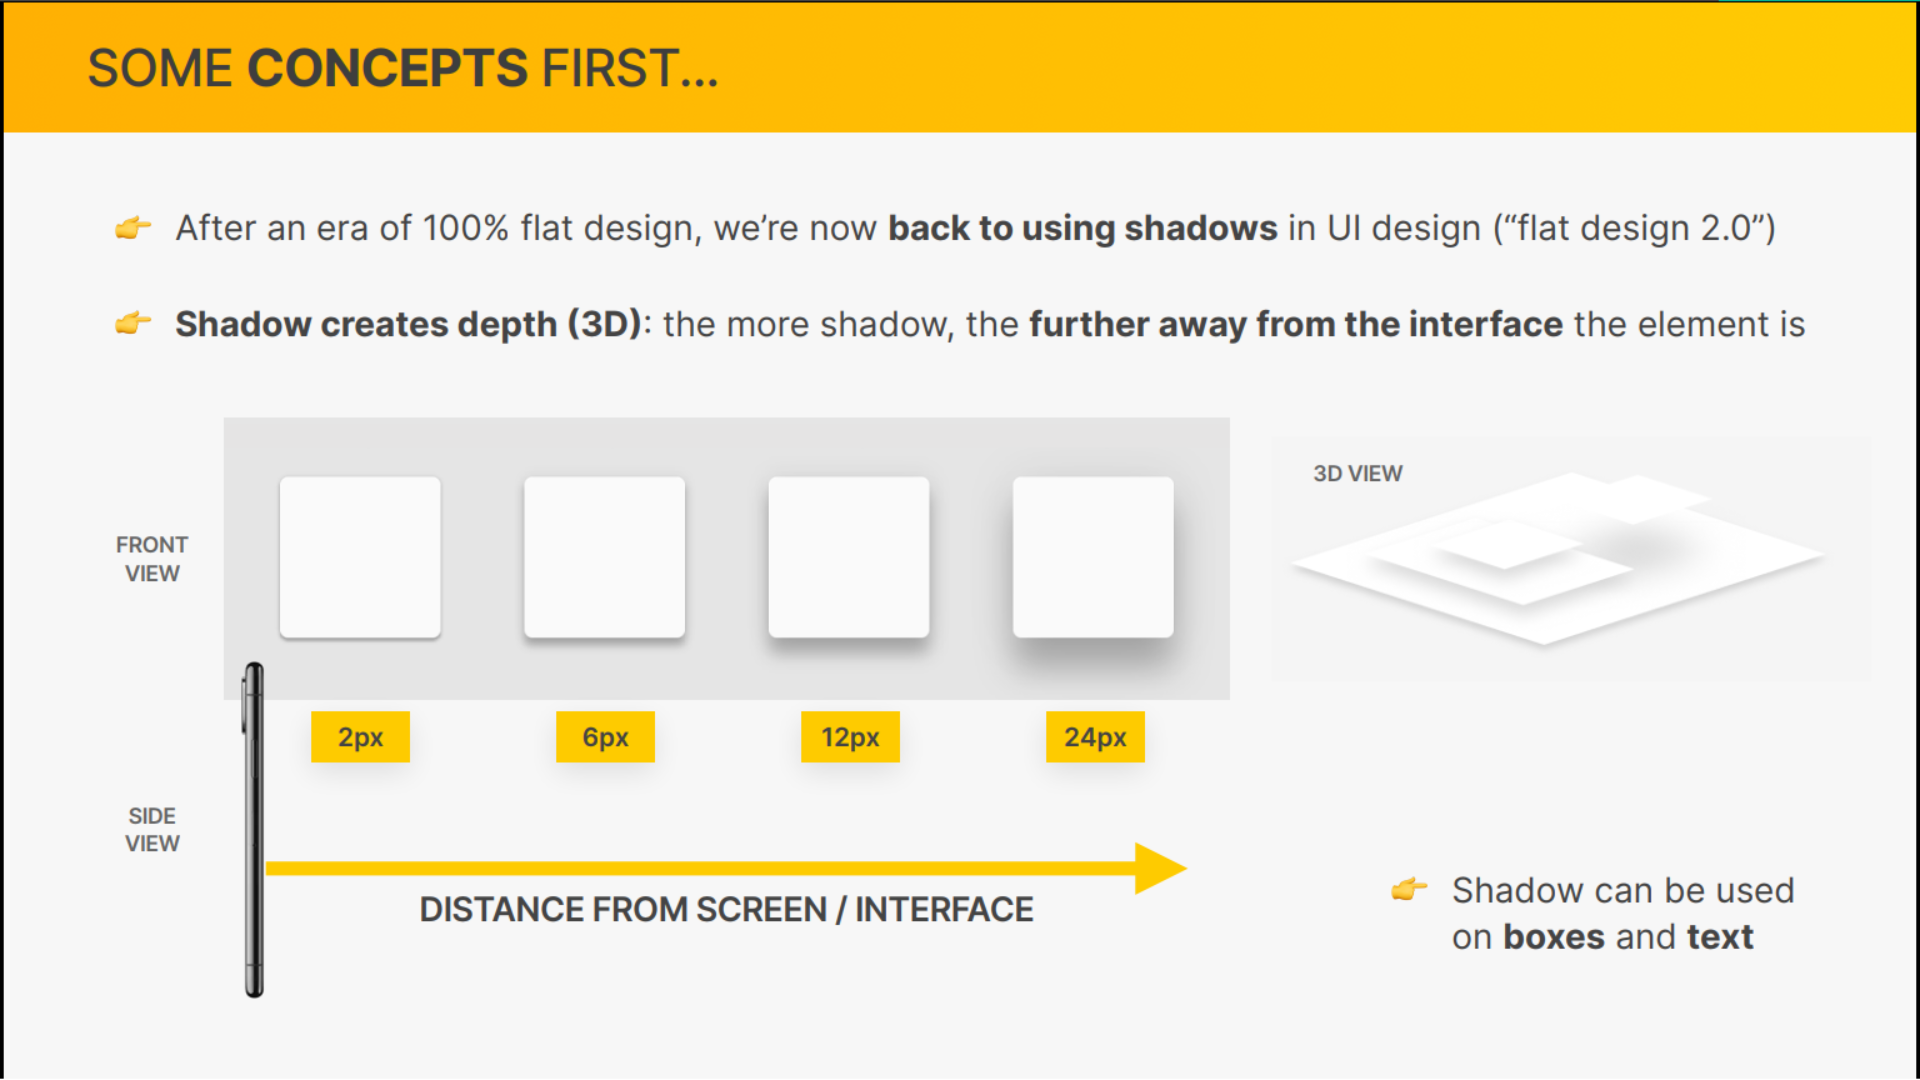 SOME CONCEPTS FIRST...
👉 After an era of 100% flat design, we’re now back to using shadows in UI design (“flat design 2.0”)
👉 Shadow creates depth (3D): the more shadow, the further away from the interface the element is
3D VIEW
FRONT
VIEW
2px
6px
12px
24px
SIDE
VIEW
DISTANCE FROM SCREEN / INTERFACE
👉 Shadow can be used
on boxes and text